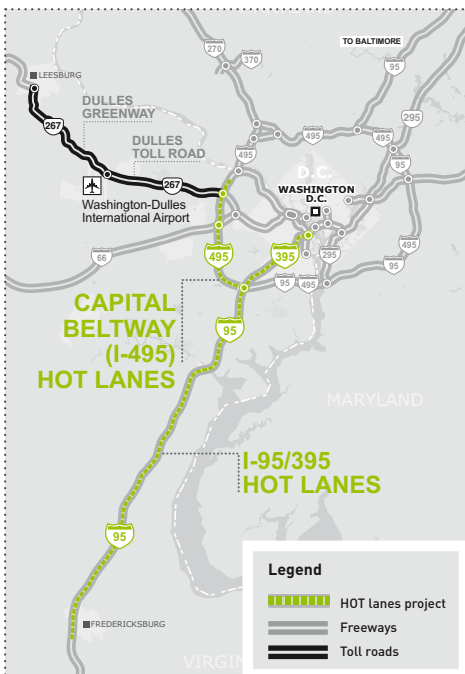 TO BALTIMORE
270
370
95
LEESBURG
267
DULLES
GREENWAY
495
495
295
95
DULLES
TOLL ROAD
D.C.
WASHINGTON
D.C.
267
Washington-Dulles
International Airport
66
495
395
295
495
95
95
495
CAPITAL
BELTWAY
(I-495)
HOT LANES
95
MARYLAND
I-95/395
HOT LANES
95
FREDERICKSBURG
VIRGIN
Legend
HOT lanes project
Freeways
Toll roads